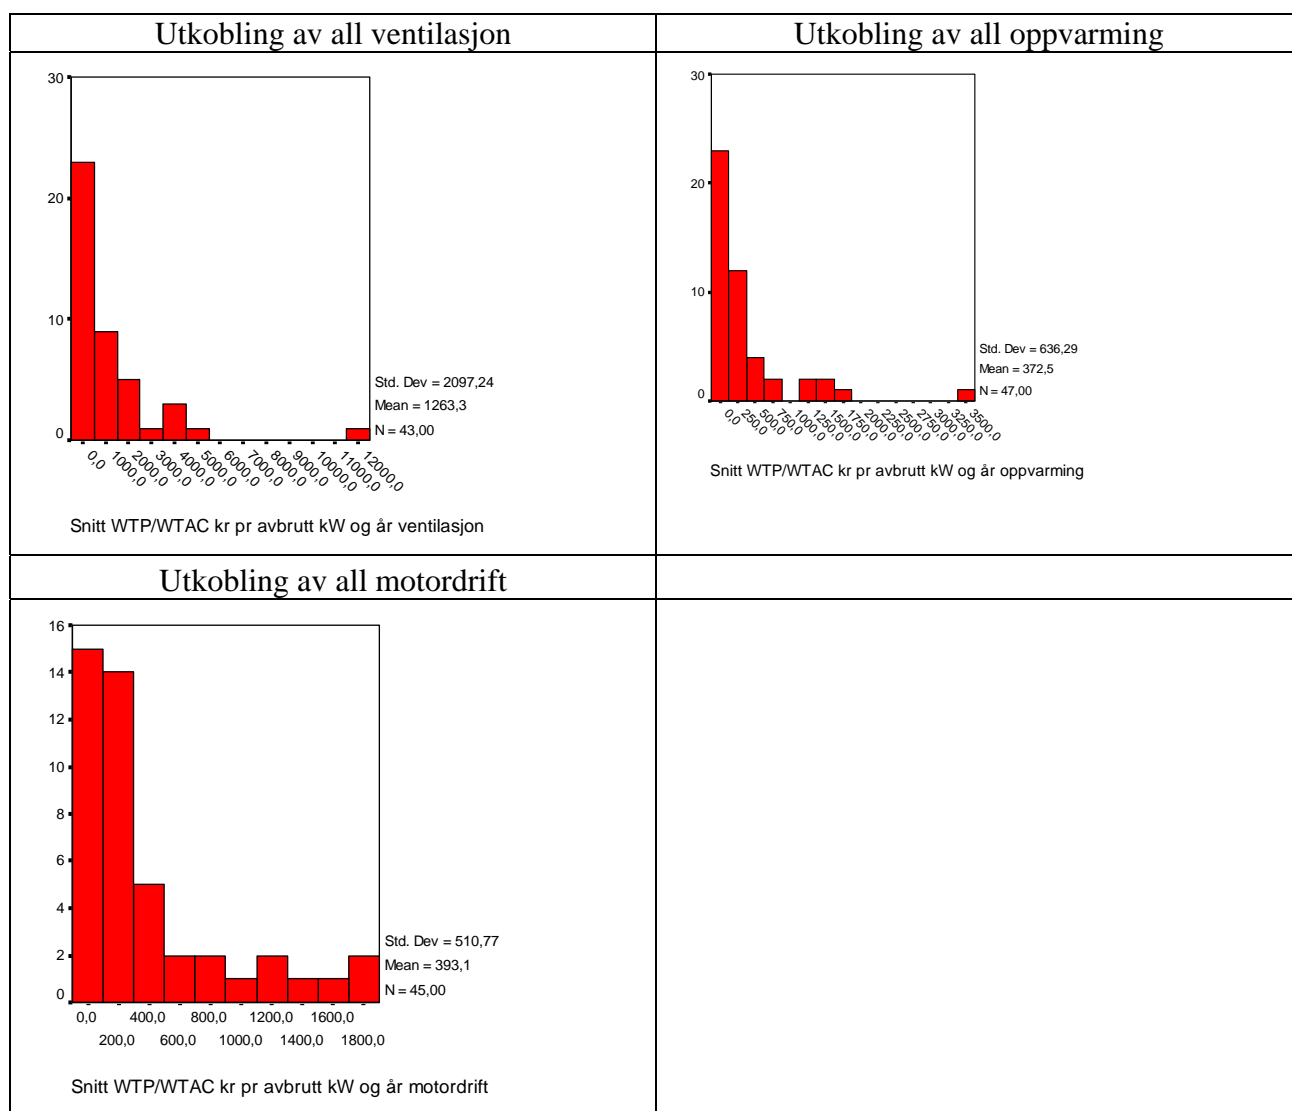 Utkobling av all ventilasjon
30
20
10
0
0,0
1000,0
2000,0
3000,0
4000,0
5000,0
6000,0
7000,0
8000,0
9000,0
10000,0
11000,0
12000,0
Std. Dev = 2097,24
Mean = 1263,3
N = 43,00
Snitt WTP/WTAC kr pr avbrutt kW og år ventilasjon
Utkobling av all oppvarming
30
20
10
0
0,0
250,0
500,0
750,0
1000,0
1250,0
1500,0
1750,0
2000,0
2250,0
2500,0
2750,0
3000,0
3250,0
3500,0
Std. Dev = 636,29
Mean = 372,5
N = 47,00
Snitt WTP/WTAC kr pr avbrutt kW og år oppvarming
Utkobling av all motordrift
16
14
12
10
8
6
4
2
0
0,0 400,0 800,0 1200,0 1600,0
200,0 600,0 1000,0 1400,0 1800,0
Std. Dev = 510,77
Mean = 393,1
N = 45,00
Snitt WTP/WTAC kr pr avbrutt kW og år motordrift